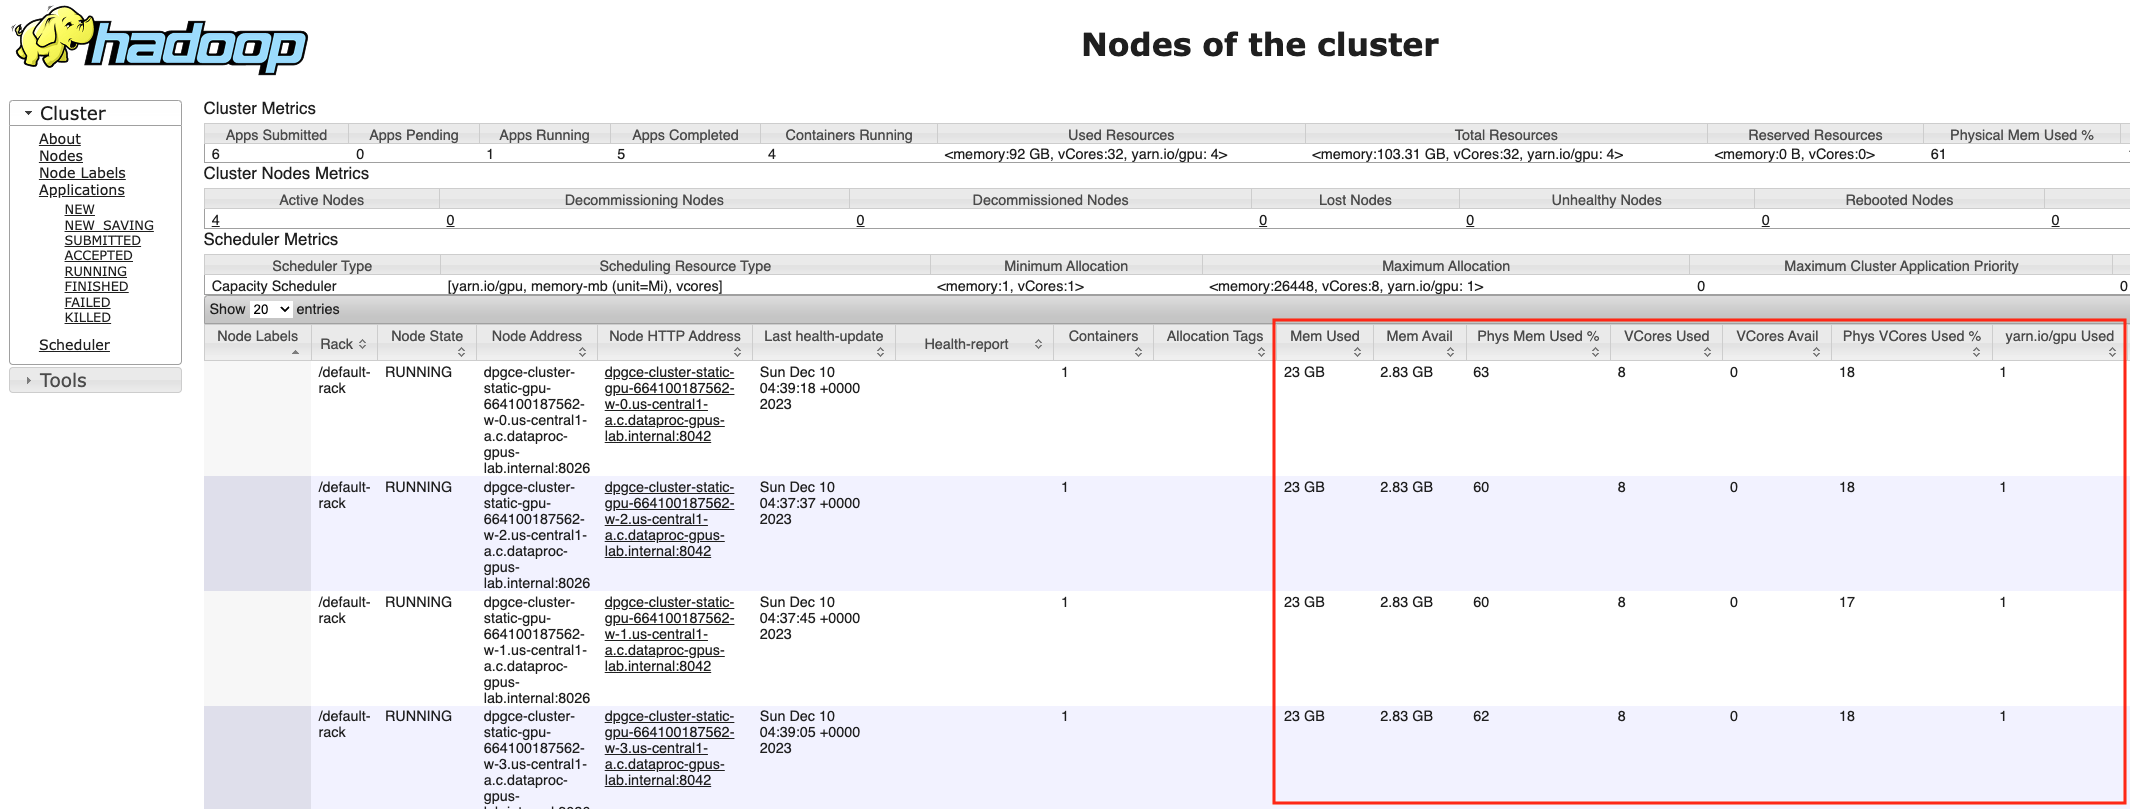 hadoop
Nodes of the cluster
Cluster
About
Nodes
Node Labels
Applications
NEW
NEW_SAVING
SUBMITTED
ACCEPTED
RUNNING
FINISHED
FAILED
KILLED
Scheduler
Tools
Cluster Metrics
Apps Submitted Apps Pending Apps Running Apps Completed Containers Running Used Resources Total Resources Reserved Resources Physical Mem Used %
6 0 1 5 4 <memory:92 GB, vCores:32, yarn.io/gpu: 4> <memory:103.31 GB, vCores:32, yarn.io/gpu: 4> <memory:0 B, vCores:0> 61
Cluster Nodes Metrics
Active Nodes Decommissioning Nodes Decommissioned Nodes Lost Nodes Unhealthy Nodes Rebooted Nodes
4 0 0 0 0 0 0
Scheduler Metrics
Scheduler Type Scheduling Resource Type Minimum Allocation Maximum Allocation Maximum Cluster Application Priority
Capacity Scheduler [yarn.io/gpu, memory-mb (unit=Mi), vcores] <memory:1, vCores:1> <memory:26448, vCores:8, yarn.io/gpu: 1> 0 0
Show 20 entries
Node Labels Rack Node State Node Address Node HTTP Address Last health-update Health-report Containers Allocation Tags Mem Used Mem Avail Phys Mem Used % VCores Used VCores Avail Phys VCores Used % yarn.io/gpu Used
/default- RUNNING dpgce-cluster- dpgce-cluster-static- Sun Dec 10 1 23 GB 2.83 GB 63 8 0 18 1
rack static-gpu- gpu-664100187562- 04:39:18 +0000
664100187562- w-0.us-central1- 2023
w-0.us-central1- a.c.dataproc-gpus-
a.c.dataproc- lab.internal:8042
gpus-
lab.internal:8026
/default- RUNNING dpgce-cluster- dpgce-cluster-static- Sun Dec 10 1 23 GB 2.83 GB 60 8 0 18 1
rack static-gpu- gpu-664100187562- 04:37:37 +0000
664100187562- w-2.us-central1- 2023
w-2.us-central1- a.c.dataproc-gpus-
a.c.dataproc- lab.internal:8042
gpus-
lab.internal:8026
/default- RUNNING dpgce-cluster- dpgce-cluster-static- Sun Dec 10 1 23 GB 2.83 GB 60 8 0 17 1
rack static-gpu- gpu-664100187562- 04:37:45 +0000
664100187562- w-1.us-central1- 2023
w-1.us-central1- a.c.dataproc-gpus-
a.c.dataproc- lab.internal:8042
gpus-
lab.internal:8026
/default- RUNNING dpgce-cluster- dpgce-cluster-static- Sun Dec 10 1 23 GB 2.83 GB 62 8 0 18 1
rack static-gpu- gpu-664100187562- 04:39:05 +0000
664100187562- w-3.us-central1- 2023
w-3.us-central1- a.c.dataproc-gpus-
a.c.dataproc- lab.internal:8042
gpus-